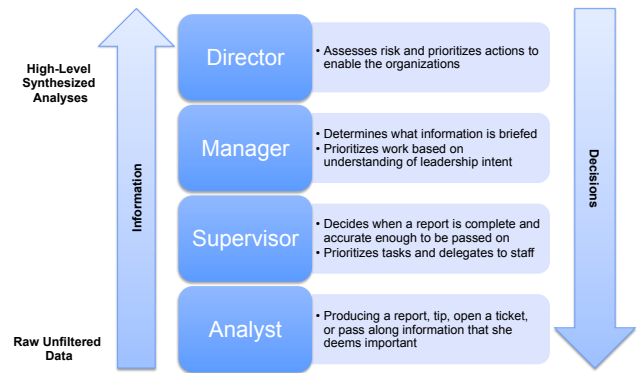 High-Level
Synthesized
Analyses
Raw Unfiltered
Data
Information
Director
• Assesses risk and prioritizes actions to
enable the organizations
Manager
• Determines what information is briefed
• Prioritizes work based on
understanding of leadership intent
Supervisor
• Decides when a report is complete and
accurate enough to be passed on
• Prioritizes tasks and delegates to staff
Analyst
• Producing a report, tip, open a ticket,
or pass along information that she
deems important
Decisions